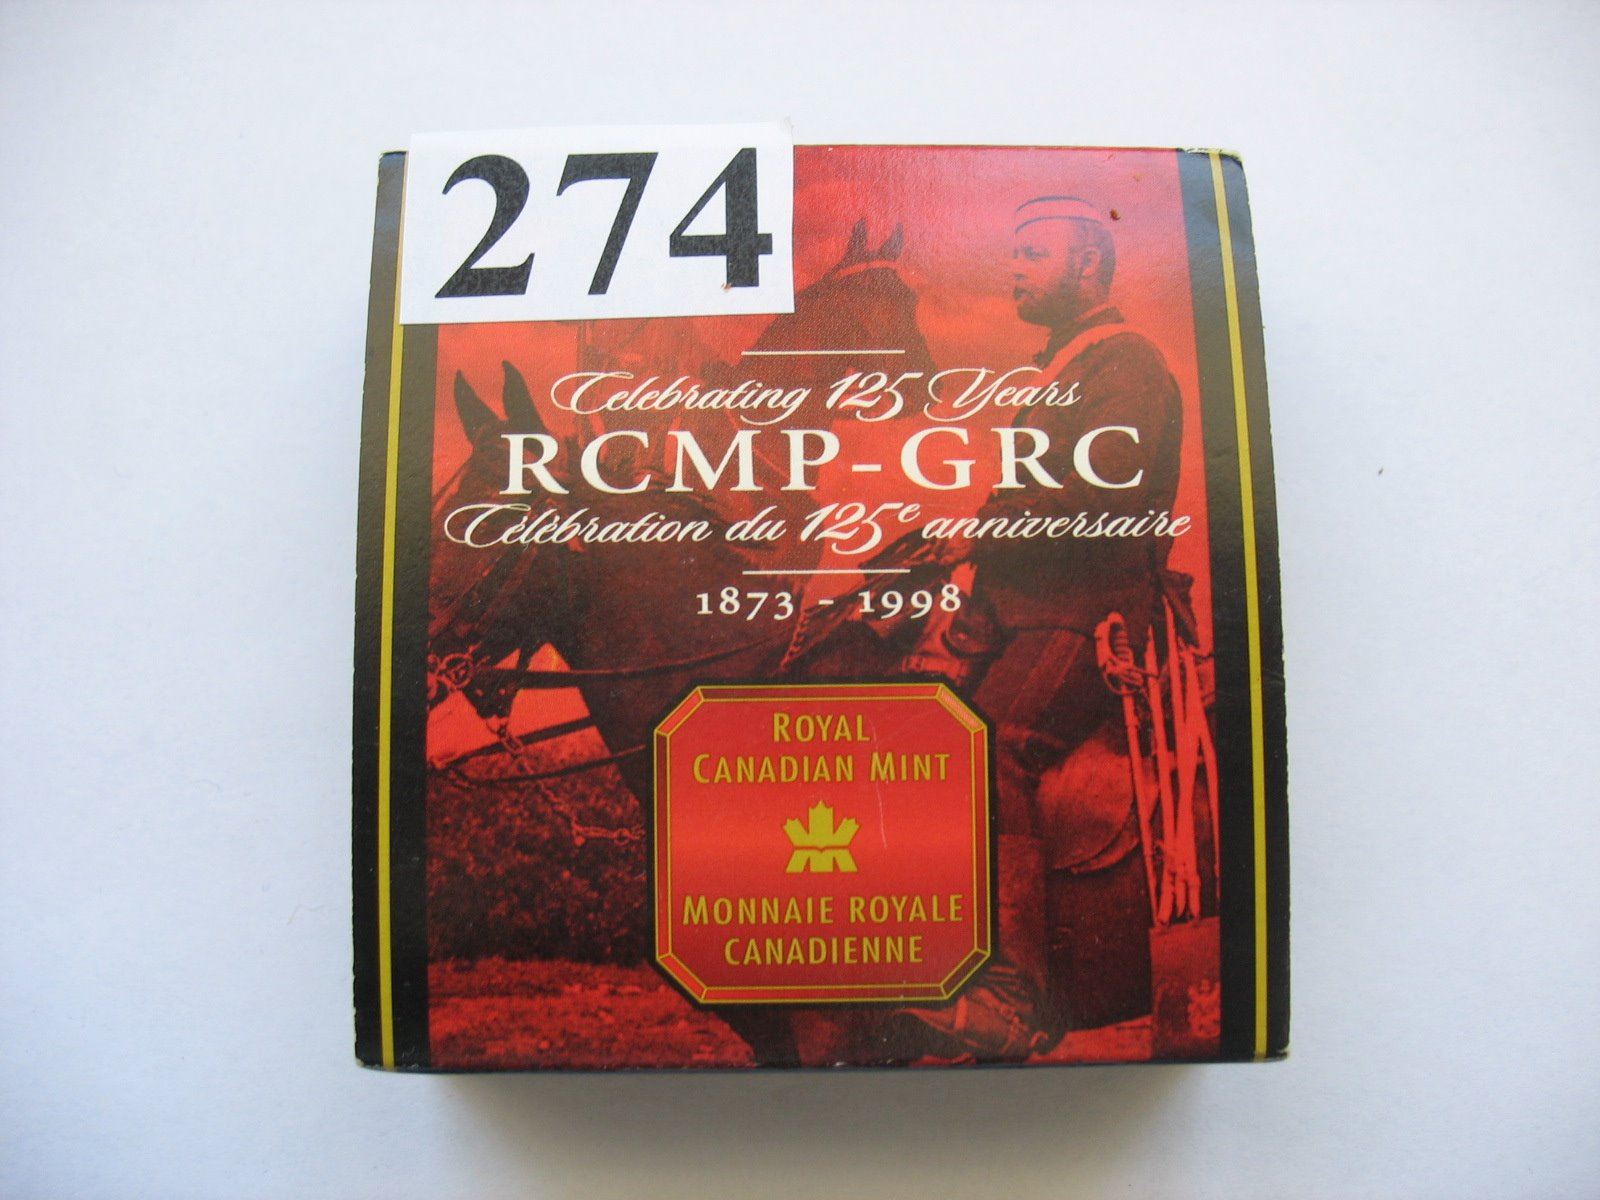 274
Celebrating 125 Years
RCMP-GRC
Célébration du 125e anniversaire
1873 - 1998
ROYAL
CANADIAN MINT
MONNAIE ROYALE
CANADIENNE